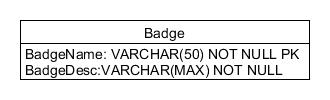 Badge
BadgeName: VARCHAR(50) NOT NULL PK
BadgeDesc:VARCHAR(MAX) NOT NULL